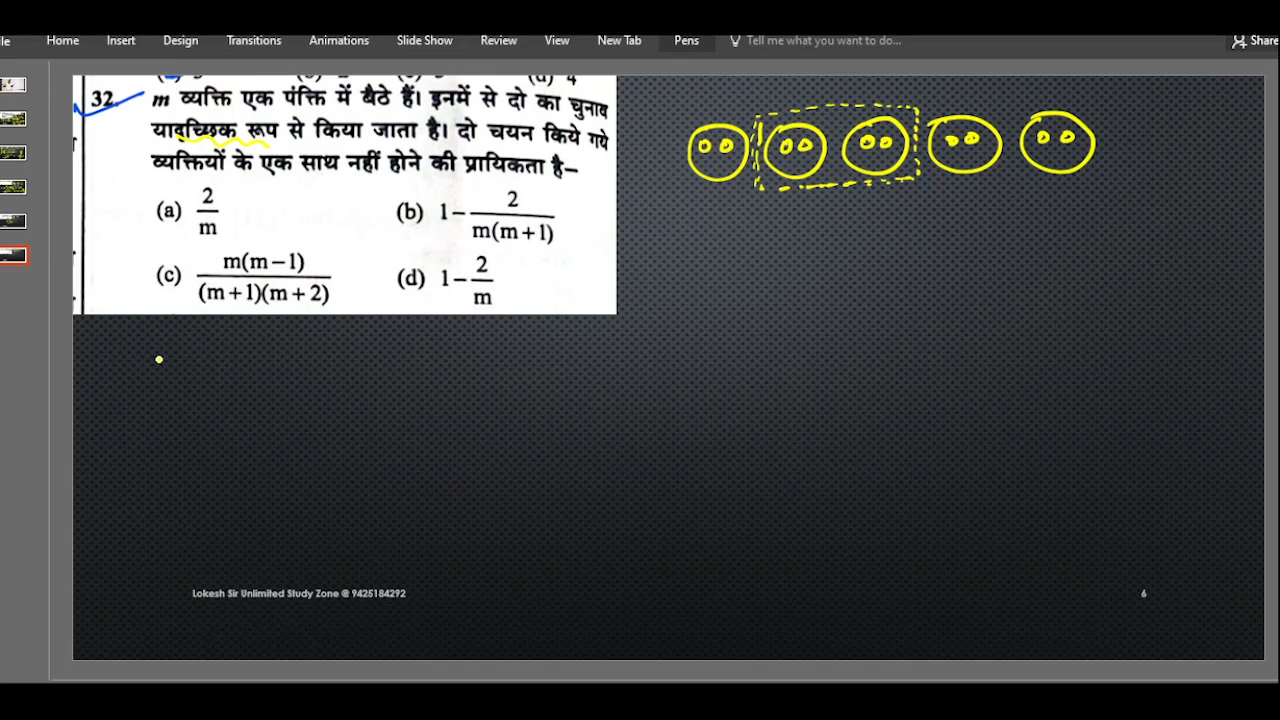 Home Insert Design Transitions Animations Slide Show Review View New Tab Pens Tell me what you want to do... Share
32. m व्यक्ति एक पंक्ति में बैठे हैं। इनमें से दो का चुनाव
यादृच्छिक रूप से किया जाता है। दो चयन किये गये
व्यक्तियों के एक साथ नहीं होने की प्रायिकता है–
(a) 2/m (b) 1 – 2/m(m+1)
(c) m(m–1)/(m+1)(m+2) (d) 1 – 2/m
Lokesh Sir Unlimited Study Zone @ 9425184292 6